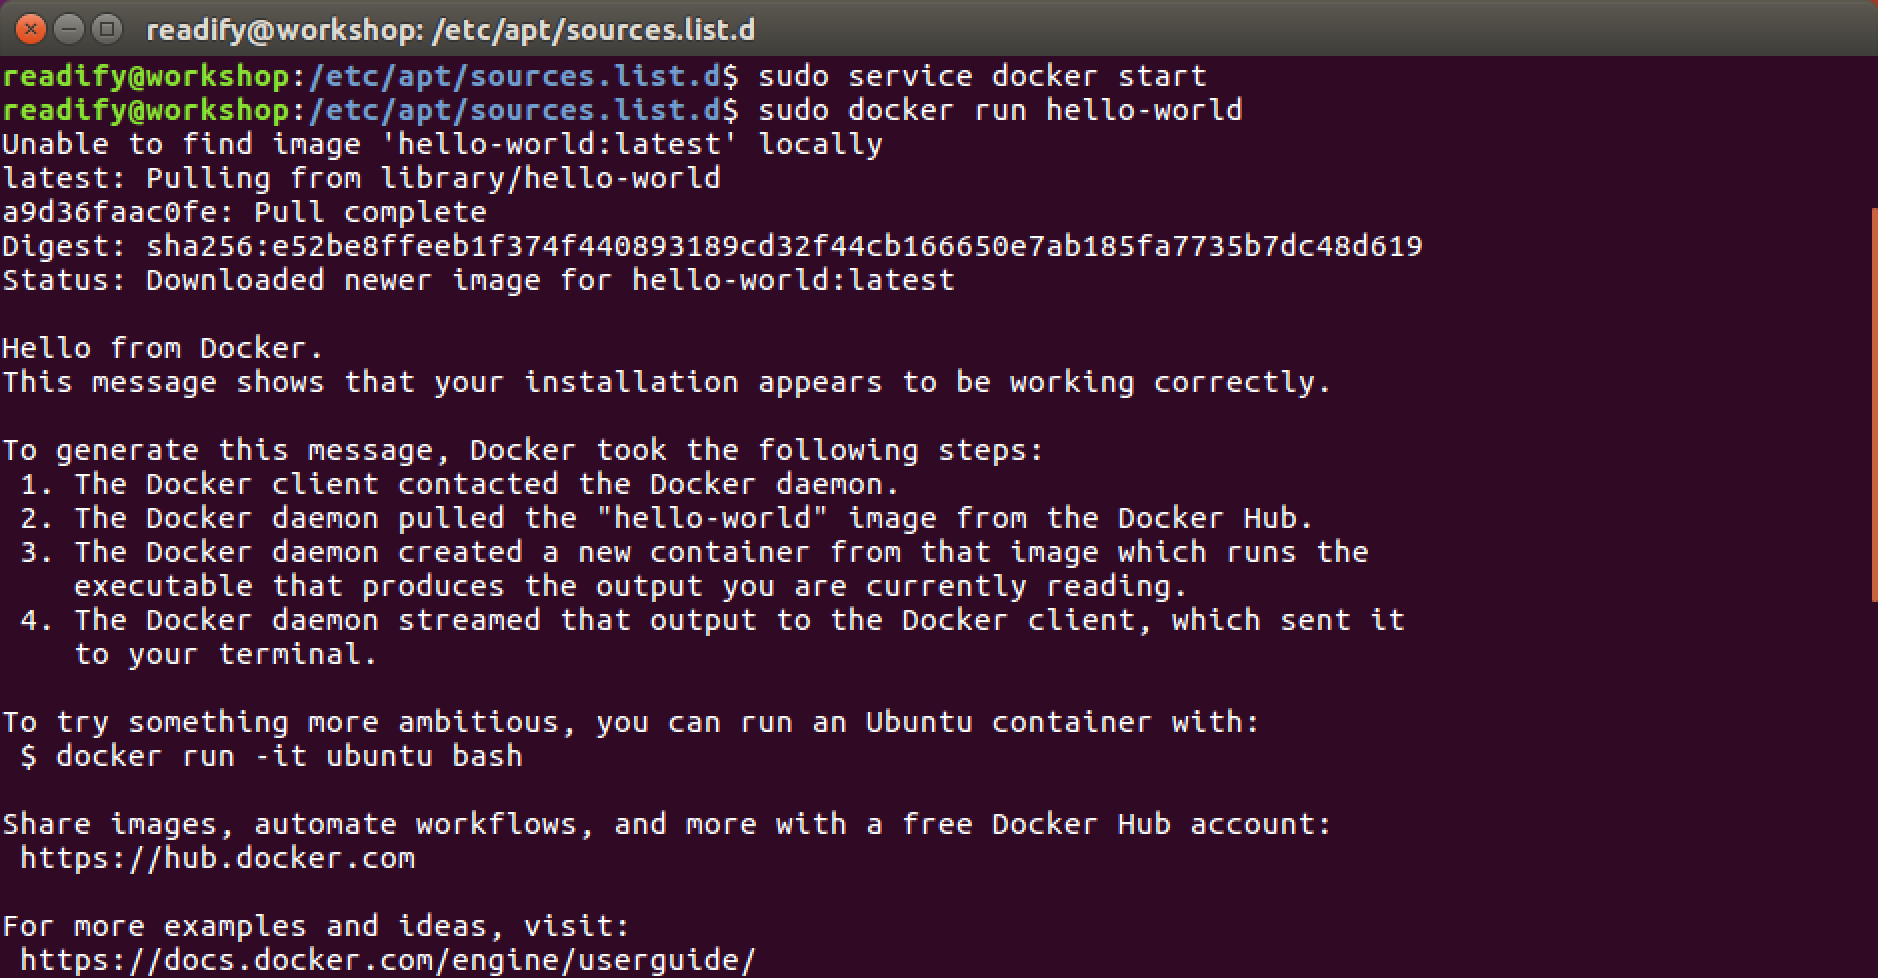 readify@workshop: /etc/apt/sources.list.d
readify@workshop:/etc/apt/sources.list.d$ sudo service docker start
readify@workshop:/etc/apt/sources.list.d$ sudo docker run hello-world
Unable to find image 'hello-world:latest' locally
latest: Pulling from library/hello-world
a9d36faac0fe: Pull complete
Digest: sha256:e52be8ffeeb1f374f440893189cd32f44cb166650e7ab185fa7735b7dc48d619
Status: Downloaded newer image for hello-world:latest

Hello from Docker.
This message shows that your installation appears to be working correctly.

To generate this message, Docker took the following steps:
 1. The Docker client contacted the Docker daemon.
 2. The Docker daemon pulled the "hello-world" image from the Docker Hub.
 3. The Docker daemon created a new container from that image which runs the
    executable that produces the output you are currently reading.
 4. The Docker daemon streamed that output to the Docker client, which sent it
    to your terminal.

To try something more ambitious, you can run an Ubuntu container with:
 $ docker run -it ubuntu bash

Share images, automate workflows, and more with a free Docker Hub account:
 https://hub.docker.com

For more examples and ideas, visit:
 https://docs.docker.com/engine/userguide/